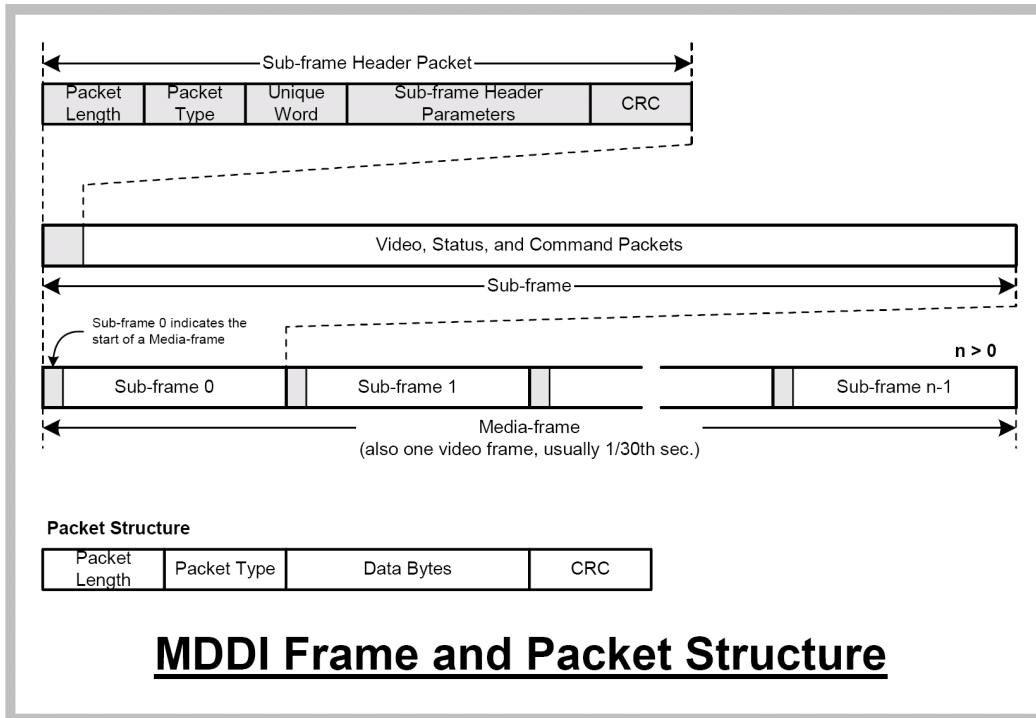 Sub-frame Header Packet
Packet Length
Packet Type
Unique Word
Sub-frame Header Parameters
CRC
Video, Status, and Command Packets
Sub-frame
Sub-frame 0 indicates the
start of a Media-frame
n > 0
Sub-frame 0
Sub-frame 1
Sub-frame n-1
Media-frame
(also one video frame, usually 1/30th sec.)
Packet Structure
Packet Length
Packet Type
Data Bytes
CRC
MDDI Frame and Packet Structure